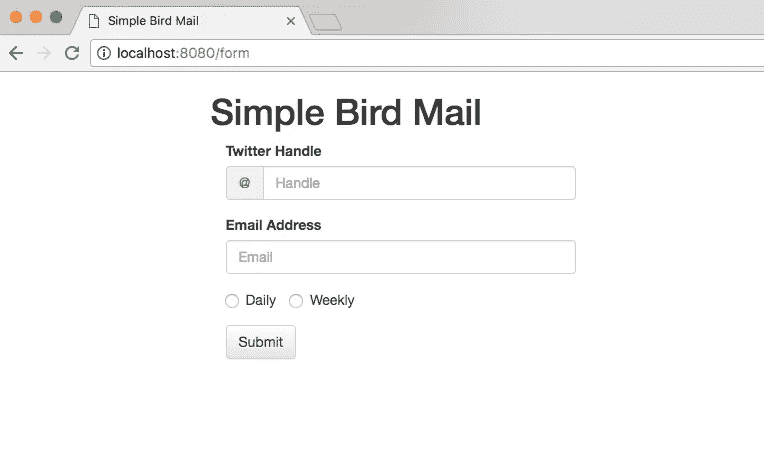 Simple Bird Mail
localhost:8080/form
Simple Bird Mail
Twitter Handle
@ Handle
Email Address
Email
Daily Weekly
Submit